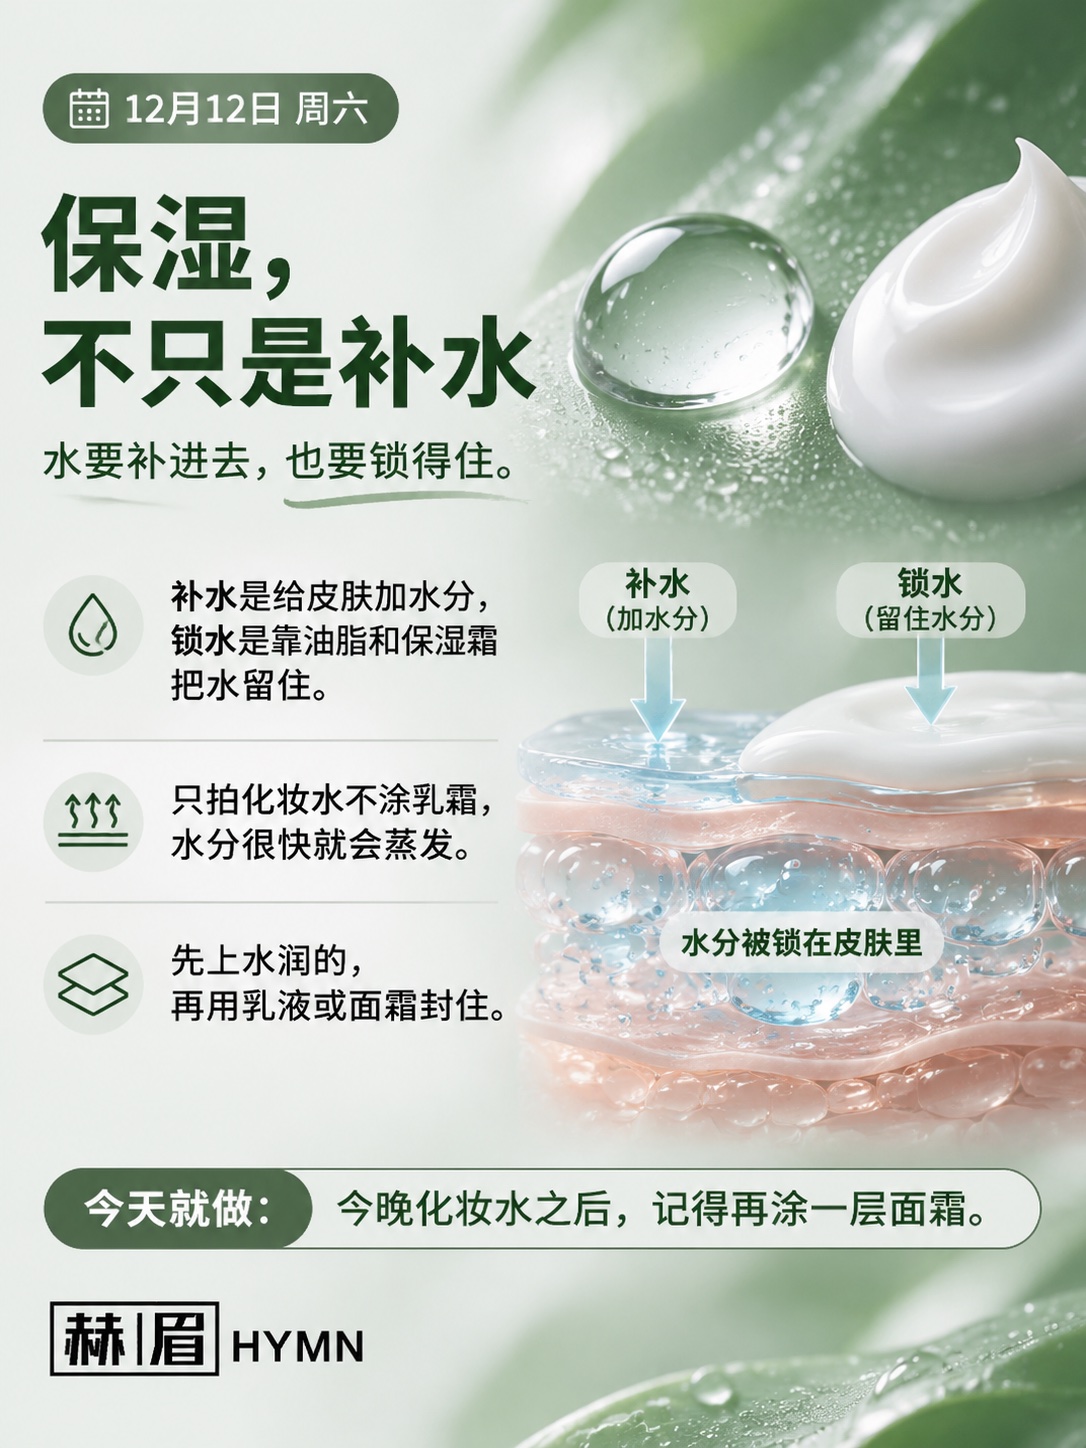 12月12日 周六
保湿，
不只是补水
水要补进去，也要锁得住。
补水是给皮肤加水分，
锁水是靠油脂和保湿霜
把水留住。
只拍化妆水不涂乳霜，
水分很快就会蒸发。
先上水润的，
再用乳液或面霜封住。
补水
（加水分）
锁水
（留住水分）
水分被锁在皮肤里
今天就做：
今晚化妆水之后，记得再涂一层面霜。
赫眉 HYMN